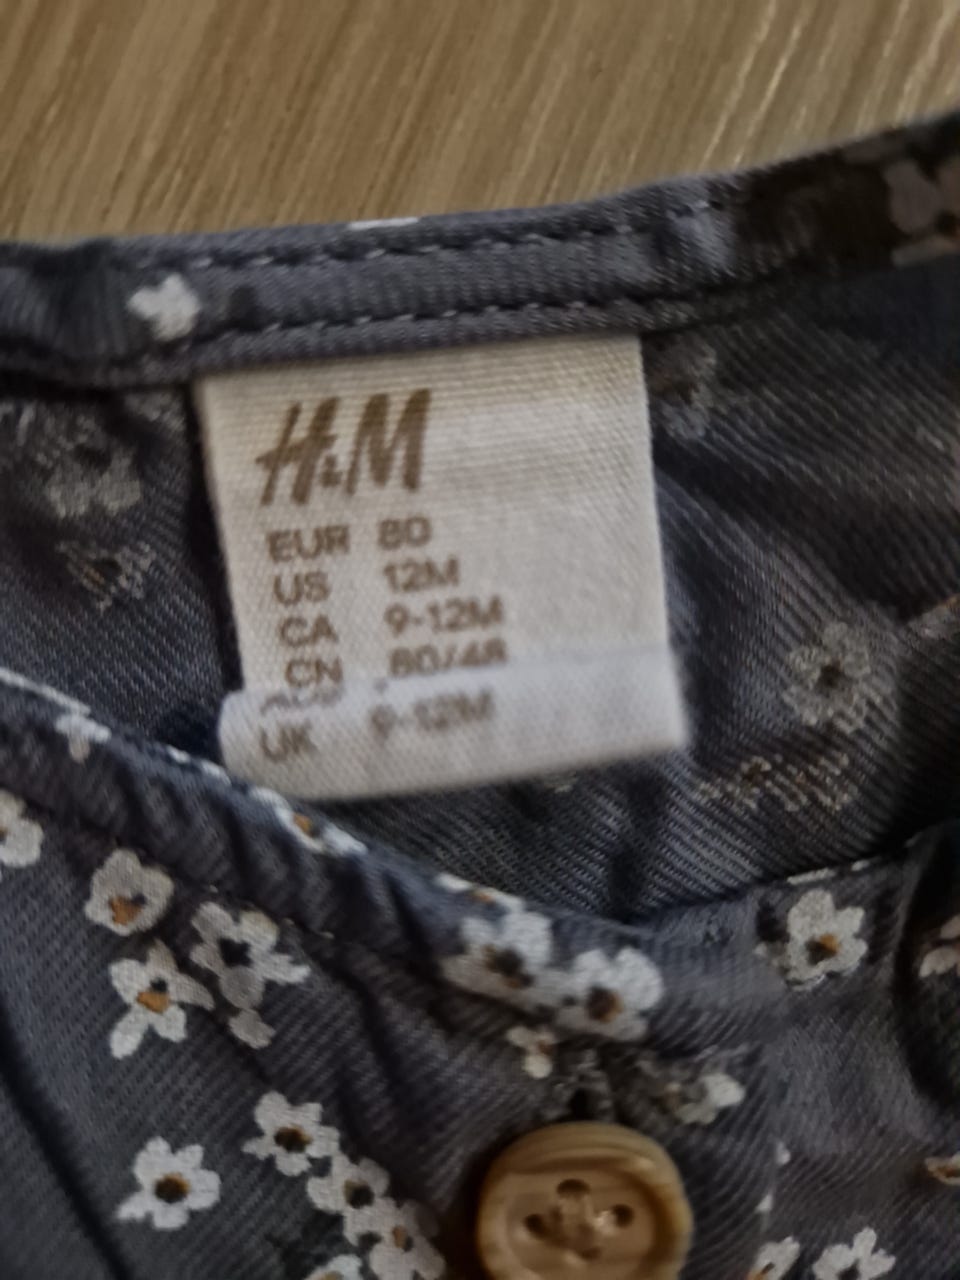 H&M
EUR 80
US 12M
CA 9-12M
CN 80/48
UK 9-12M